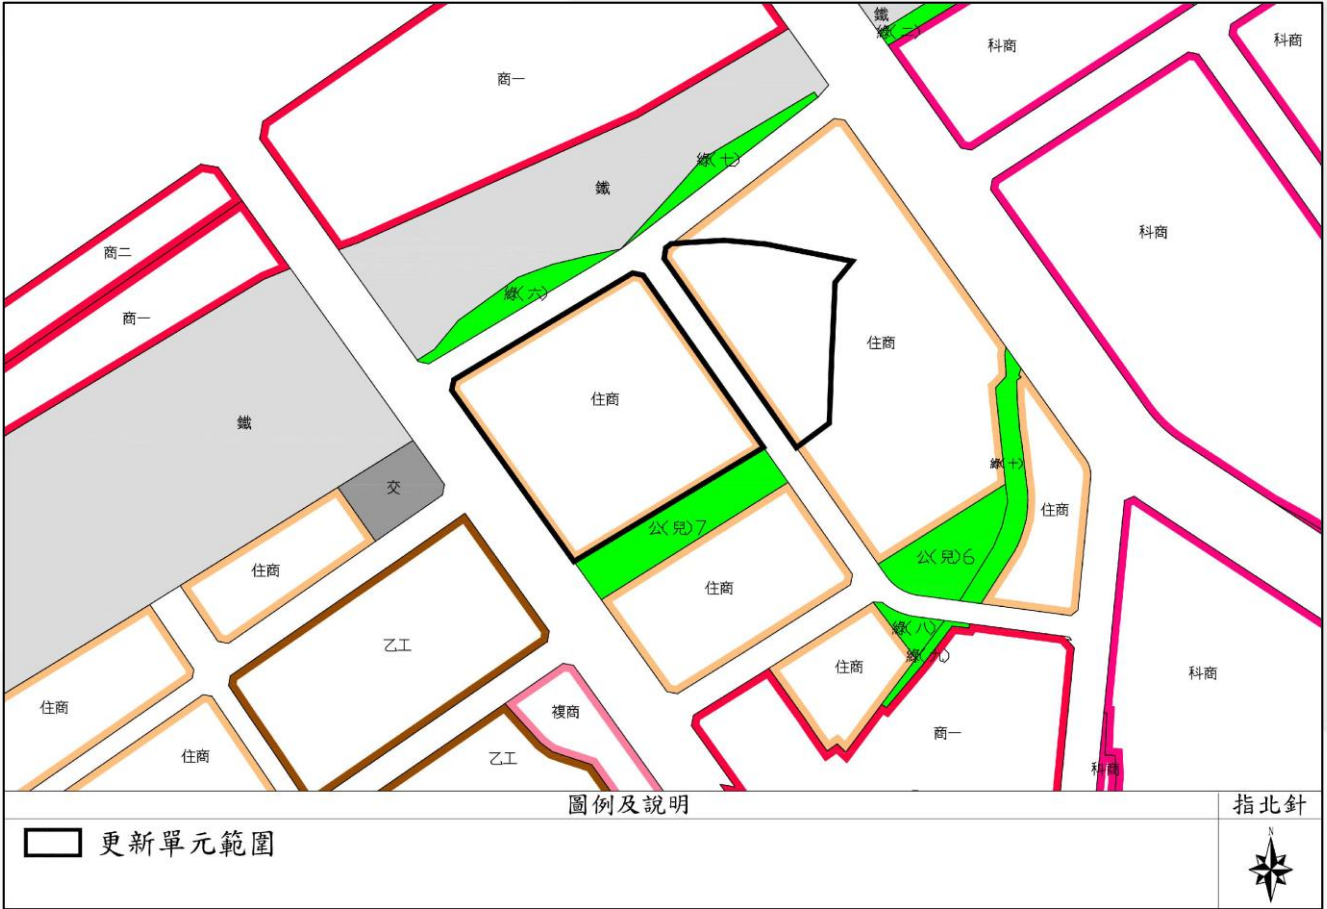 鐵
綠(三)
科商
科商
商一
綠(七)
鐵
科商
商二
綠(六)
商一
住商
住商
鐵
綠(十)
交
住商
公(兒)7
公(兒)6
住商
住商
綠(八)
乙工
綠(九)
住商
科商
住商
複商
商一
住商
乙工
科商
圖例及說明
指北針
更新單元範圍
N